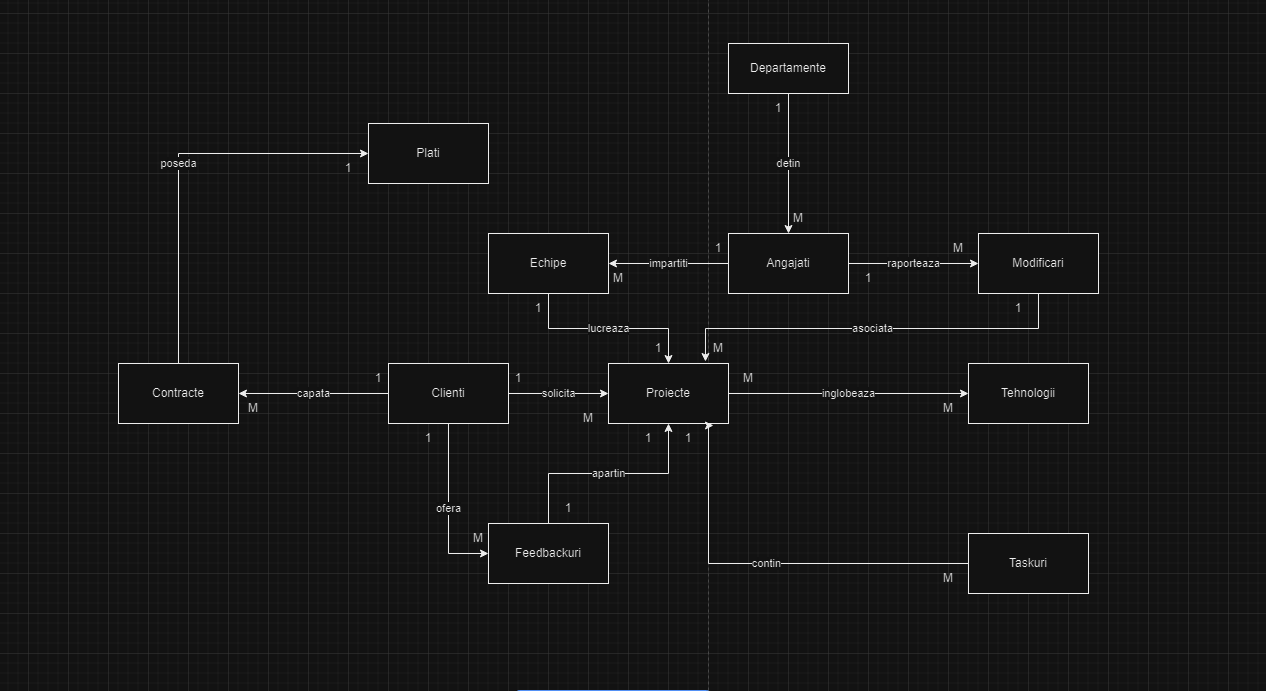 Departamente
1
Plati
poseda
1
detin
M
Echipe
impartiti
1
M
Angajati
raporteaza
M
1
Modificari
1
lucreaza
1
asociata
1
M
Contracte
capata
1
M
Clienti
1
solicita
M
Proiecte
M
inglobeaza
M
Tehnologii
1
1
1
apartin
ofera
1
M
Feedbackuri
contin
M
Taskuri